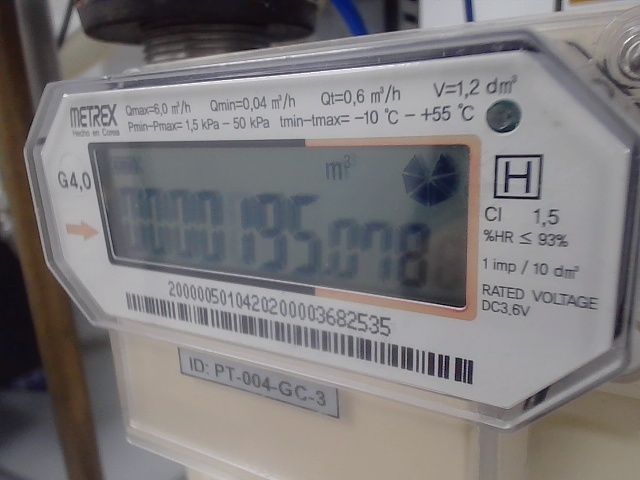 METREX
Hecho en Corea
Qmax=6,0 m³/h Qmin=0,04 m³/h Qt=0,6 m³/h V=1,2 dm³
Pmin-Pmax= 1,5 kPa - 50 kPa tmin-tmax= -10 °C - +55 °C
G4,0
m³
0000195.078
H
Cl 1,5
%HR ≤ 93%
1 imp / 10 dm³
RATED VOLTAGE
DC3,6V
2000005010420200003682535
ID: PT-004-GC-3